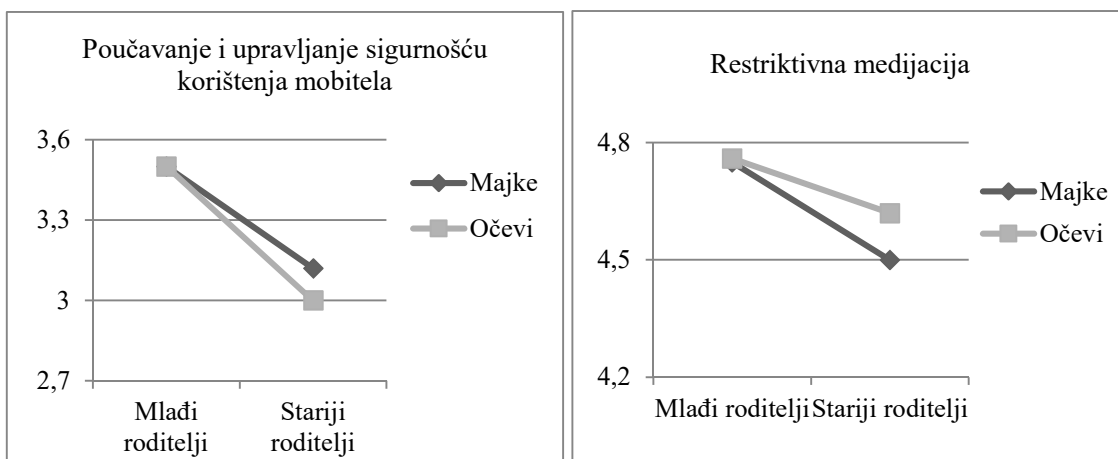 Poučavanje i upravljanje sigurnošću
korištenja mobitela
3,6
3,3
3
2,7
Mlađi
roditelji
Stariji
roditelji
Majke
Očevi
Restriktivna medijacija
4,8
4,5
4,2
Mlađi roditelji Stariji roditelji
Majke
Očevi